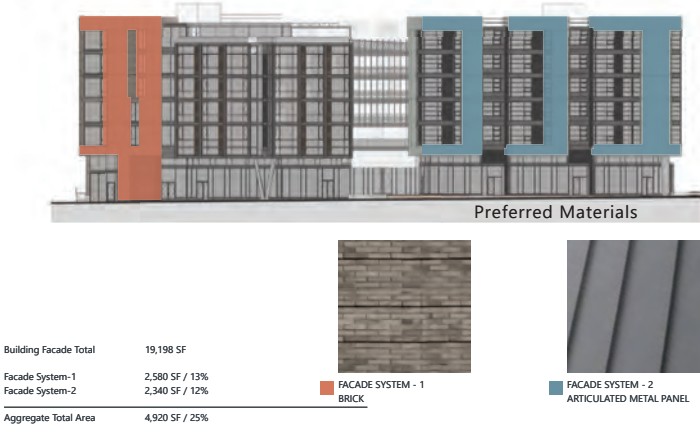 Preferred Materials
Building Facade Total 19,198 SF
Facade System-1 2,580 SF / 13%
Facade System-2 2,340 SF / 12%
Aggregate Total Area 4,920 SF / 25%
FACADE SYSTEM - 1
BRICK
FACADE SYSTEM - 2
ARTICULATED METAL PANEL